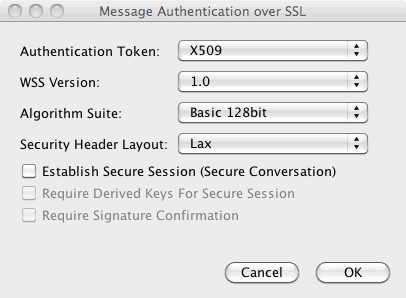 Message Authentication over SSL
Authentication Token: X509
WSS Version: 1.0
Algorithm Suite: Basic 128bit
Security Header Layout: Lax
Establish Secure Session (Secure Conversation)
Require Derived Keys For Secure Session
Require Signature Confirmation
Cancel OK